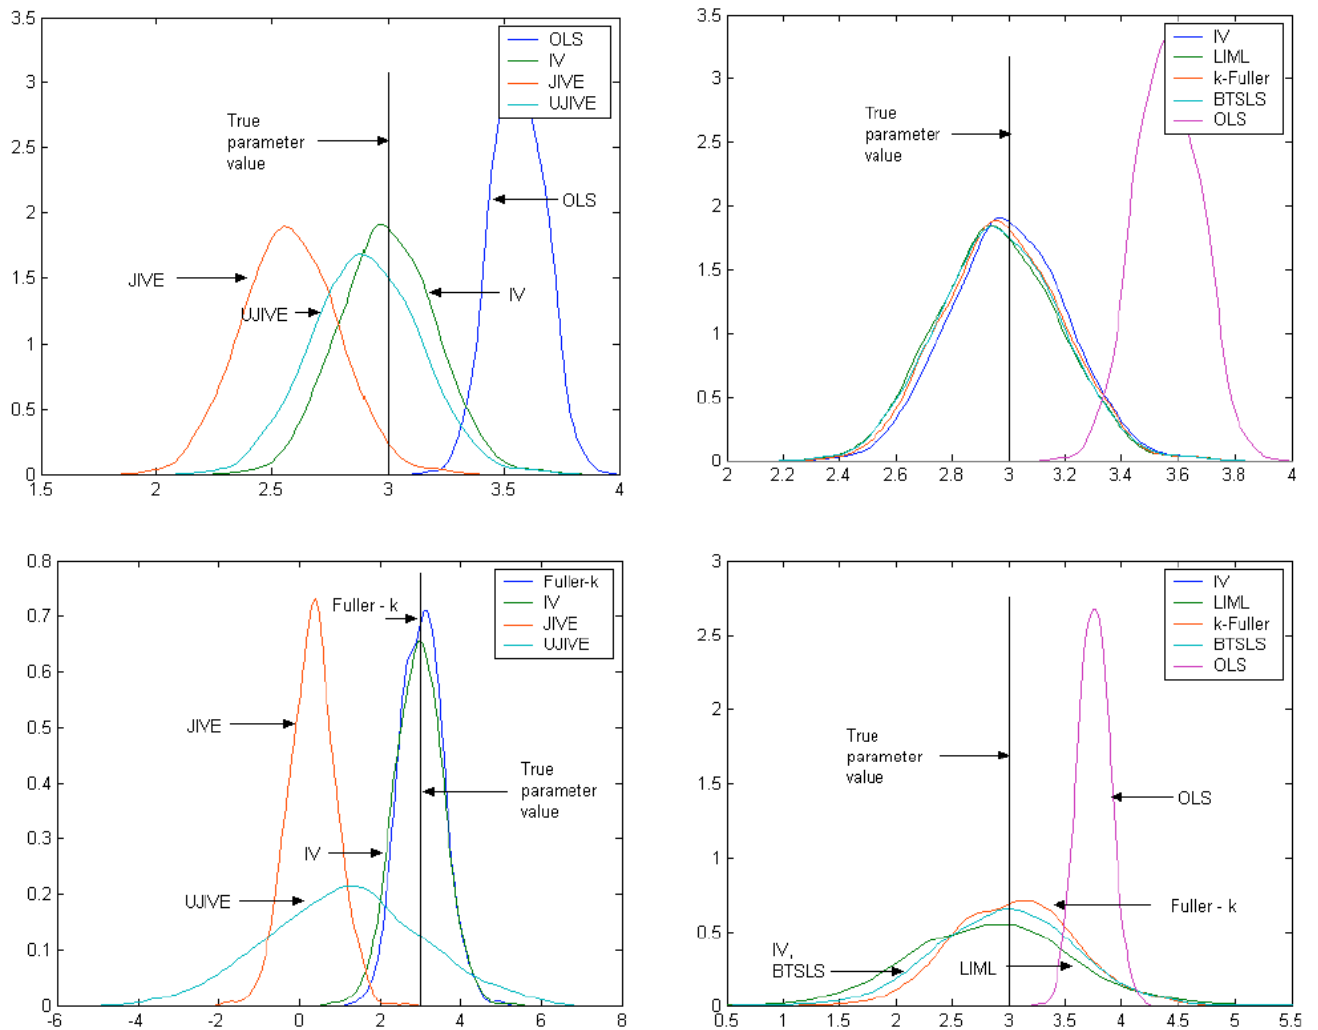 3.5
3
2.5
2
1.5
1
0.5
0
1.5
2
2.5
3
3.5
4
OLS
IV
JIVE
UJIVE
True
parameter
value
OLS
JIVE
IV
UJIVE
3.5
3
2.5
2
1.5
1
0.5
0
2
2.2
2.4
2.6
2.8
3
3.2
3.4
3.6
3.8
4
IV
LIML
k-Fuller
BTSLS
OLS
True
parameter
value
0.8
0.7
0.6
0.5
0.4
0.3
0.2
0.1
0
-6
-4
-2
0
2
4
6
8
Fuller-k
IV
JIVE
UJIVE
Fuller - k
JIVE
True
parameter
value
IV
UJIVE
3
2.5
2
1.5
1
0.5
0
0.5
1
1.5
2
2.5
3
3.5
4
4.5
5
5.5
IV
LIML
k-Fuller
BTSLS
OLS
True
parameter
value
OLS
Fuller - k
IV,
BTSLS
LIML